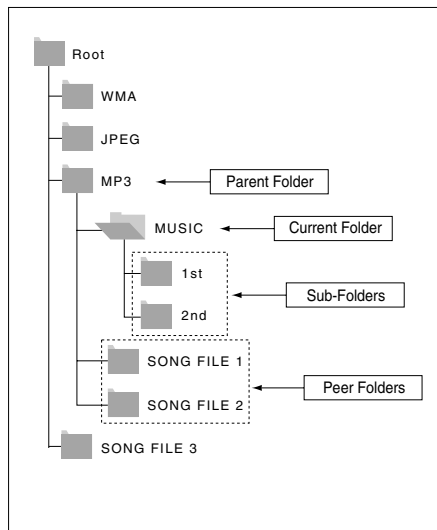 Root
WMA
JPEG
MP3
Parent Folder
MUSIC
Current Folder
1st
Sub-Folders
2nd
SONG FILE 1
Peer Folders
SONG FILE 2
SONG FILE 3